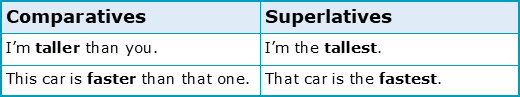 Comparatives Superlatives
I'm taller than you. I'm the tallest.
This car is faster than that one. That car is the fastest.